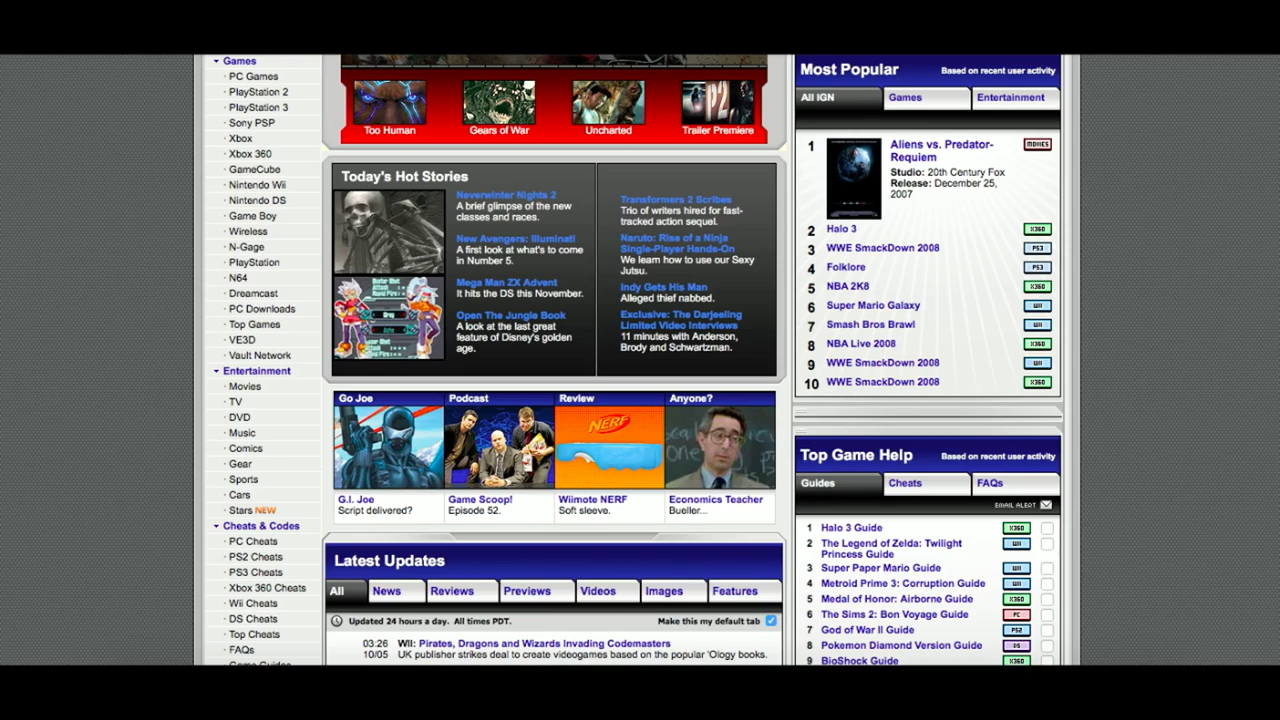 Games
PC Games
PlayStation 2
PlayStation 3
Sony PSP
Xbox
Xbox 360
GameCube
Nintendo Wii
Nintendo DS
Game Boy
Wireless
N-Gage
PlayStation
N64
Dreamcast
PC Downloads
Top Games
VE3D
Vault Network
Entertainment
Movies
TV
DVD
Music
Comics
Gear
Sports
Cars
Stars NEW
Cheats & Codes
PC Cheats
PS2 Cheats
PS3 Cheats
Xbox 360 Cheats
Wii Cheats
DS Cheats
Top Cheats
FAQs
Game Guides
P2
Too Human
Gears of War
Uncharted
Trailer Premiere
Today's Hot Stories
Neverwinter Nights 2
A brief glimpse of the new
classes and races.
New Avengers: Illuminati
A first look at what's to come
in Number 5.
Mega Man ZX Advent
It hits the DS this November.
Open The Jungle Book
A look at the last great
feature of Disney's golden
age.
Transformers 2 Scribes
Trio of writers hired for fast-
tracked action sequel.
Naruto: Rise of a Ninja
Single-Player Hands-On
We learn how to use our Sexy
Jutsu.
Indy Gets His Man
Alleged thief nabbed.
Exclusive: The Darjeeling
Limited Video Interviews
11 minutes with Anderson,
Brody and Schwartzman.
Go Joe
Podcast
Review
Anyone?
NERF
G.I. Joe
Script delivered?
Game Scoop!
Episode 52.
Wiimote NERF
Soft sleeve.
Economics Teacher
Bueller...
Latest Updates
All
News
Reviews
Previews
Videos
Images
Features
Updated 24 hours a day. All times PDT.
Make this my default tab
03:26 WII: Pirates, Dragons and Wizards Invading Codemasters
10/05 UK publisher strikes deal to create videogames based on the popular 'Ology books.
Most Popular
Based on recent user activity
All IGN
Games
Entertainment
1 Aliens vs. Predator- MOVIES
Requiem
Studio: 20th Century Fox
Release: December 25,
2007
2 Halo 3 X360
3 WWE SmackDown 2008 PS3
4 Folklore PS3
5 NBA 2K8 X360
6 Super Mario Galaxy WII
7 Smash Bros Brawl WII
8 NBA Live 2008 X360
9 WWE SmackDown 2008 WII
10 WWE SmackDown 2008 X360
Top Game Help
Based on recent user activity
Guides
Cheats
FAQs
EMAIL ALERT
1 Halo 3 Guide X360
2 The Legend of Zelda: Twilight WII
Princess Guide
3 Super Paper Mario Guide WII
4 Metroid Prime 3: Corruption Guide WII
5 Medal of Honor: Airborne Guide X360
6 The Sims 2: Bon Voyage Guide PC
7 God of War II Guide PS2
8 Pokemon Diamond Version Guide DS
9 BioShock Guide X360